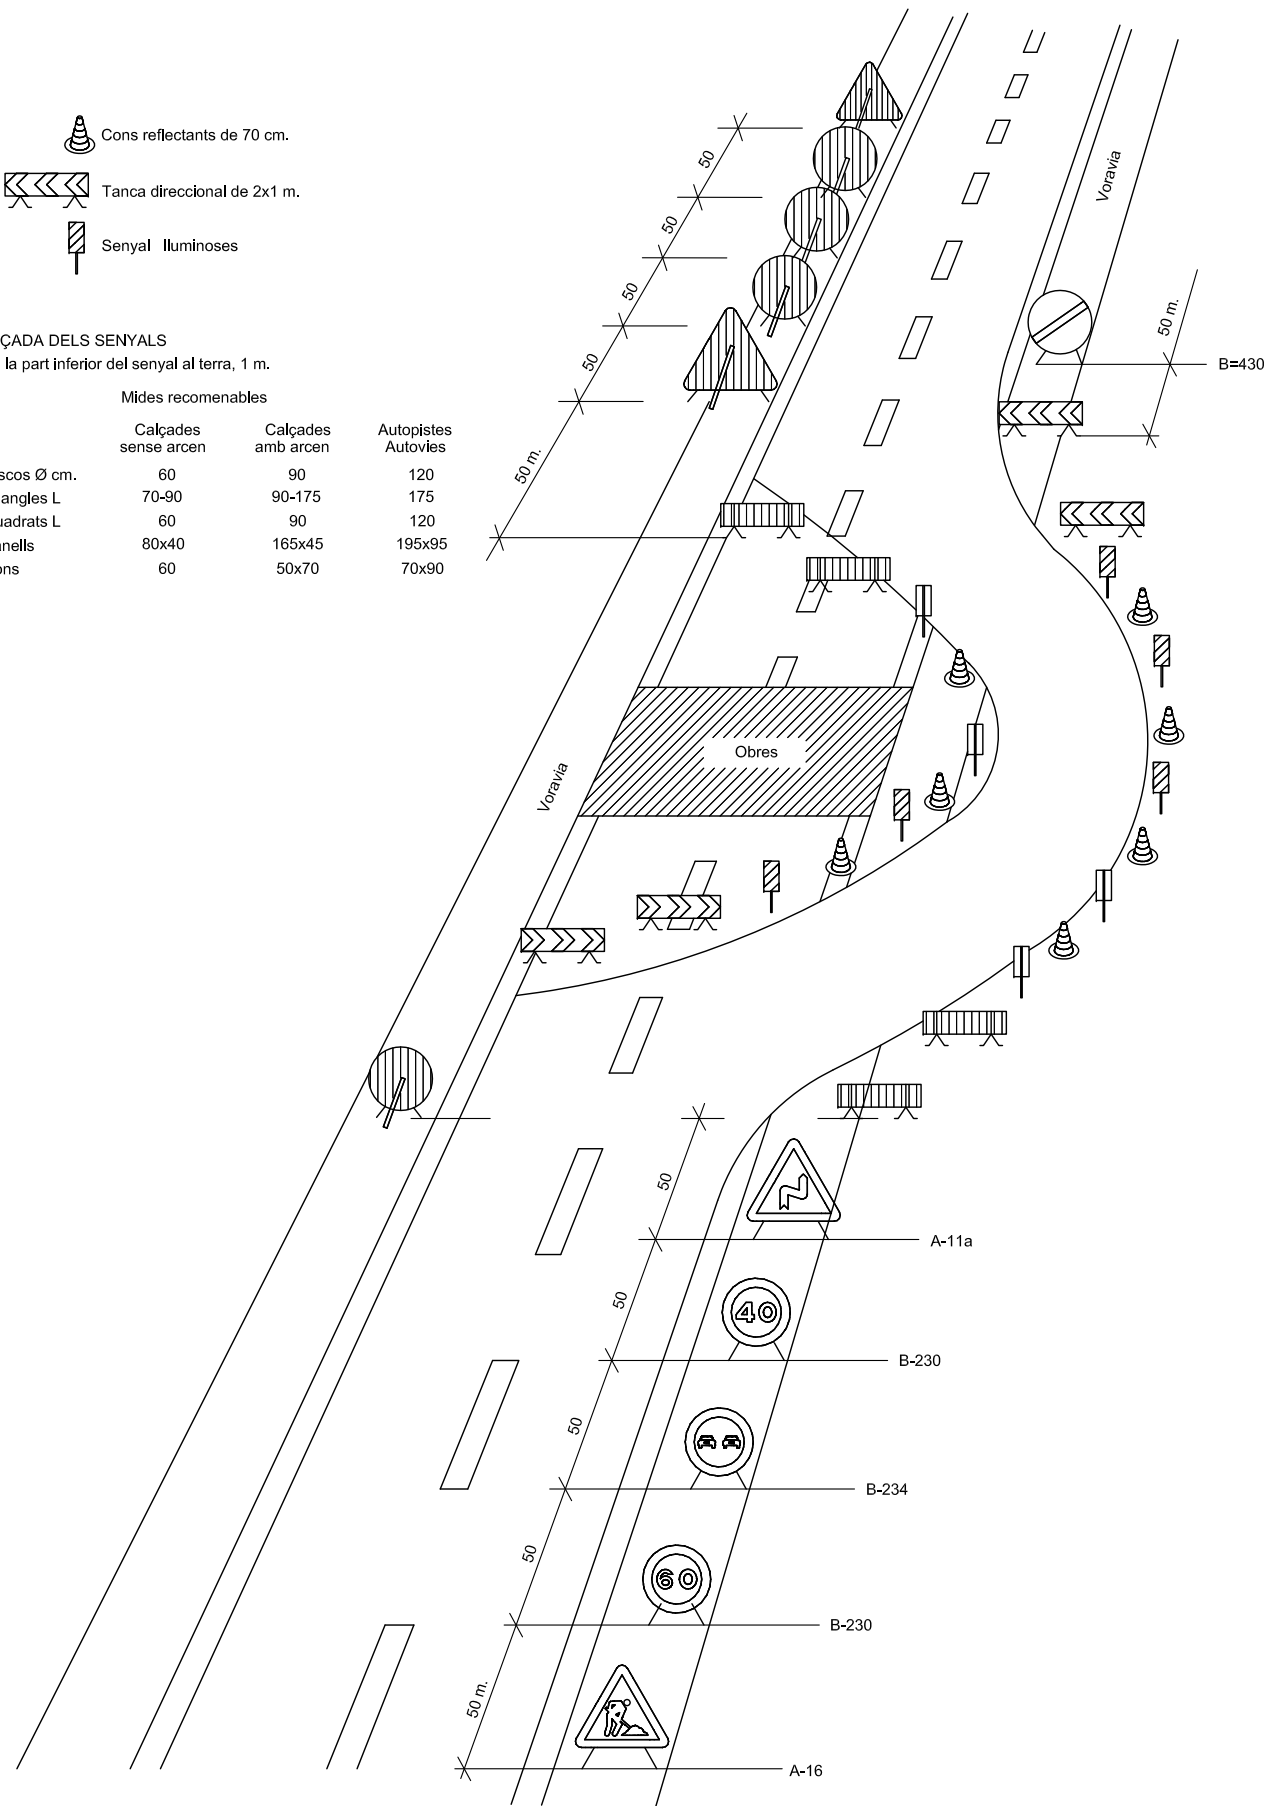 Cons reflectants de 70 cm.
Tanca direccional de 2x1 m.
Senyal lluminoses
ÇADA DELS SENYALS
la part inferior del senyal al terra, 1 m.
Mides recomenables
Calçades sense arcen
Calçades amb arcen
Autopistes Autovies
scos Ø cm. 60 90 120
angles L 70-90 90-175 175
uadrats L 60 90 120
nells 80x40 165x45 195x95
ons 60 50x70 70x90
50
50
50
50
50 m.
Voravia
50 m.
B=430
Obres
Voravia
50
A-11a
40
50
B-230
50
B-234
50
60
B-230
50 m.
A-16